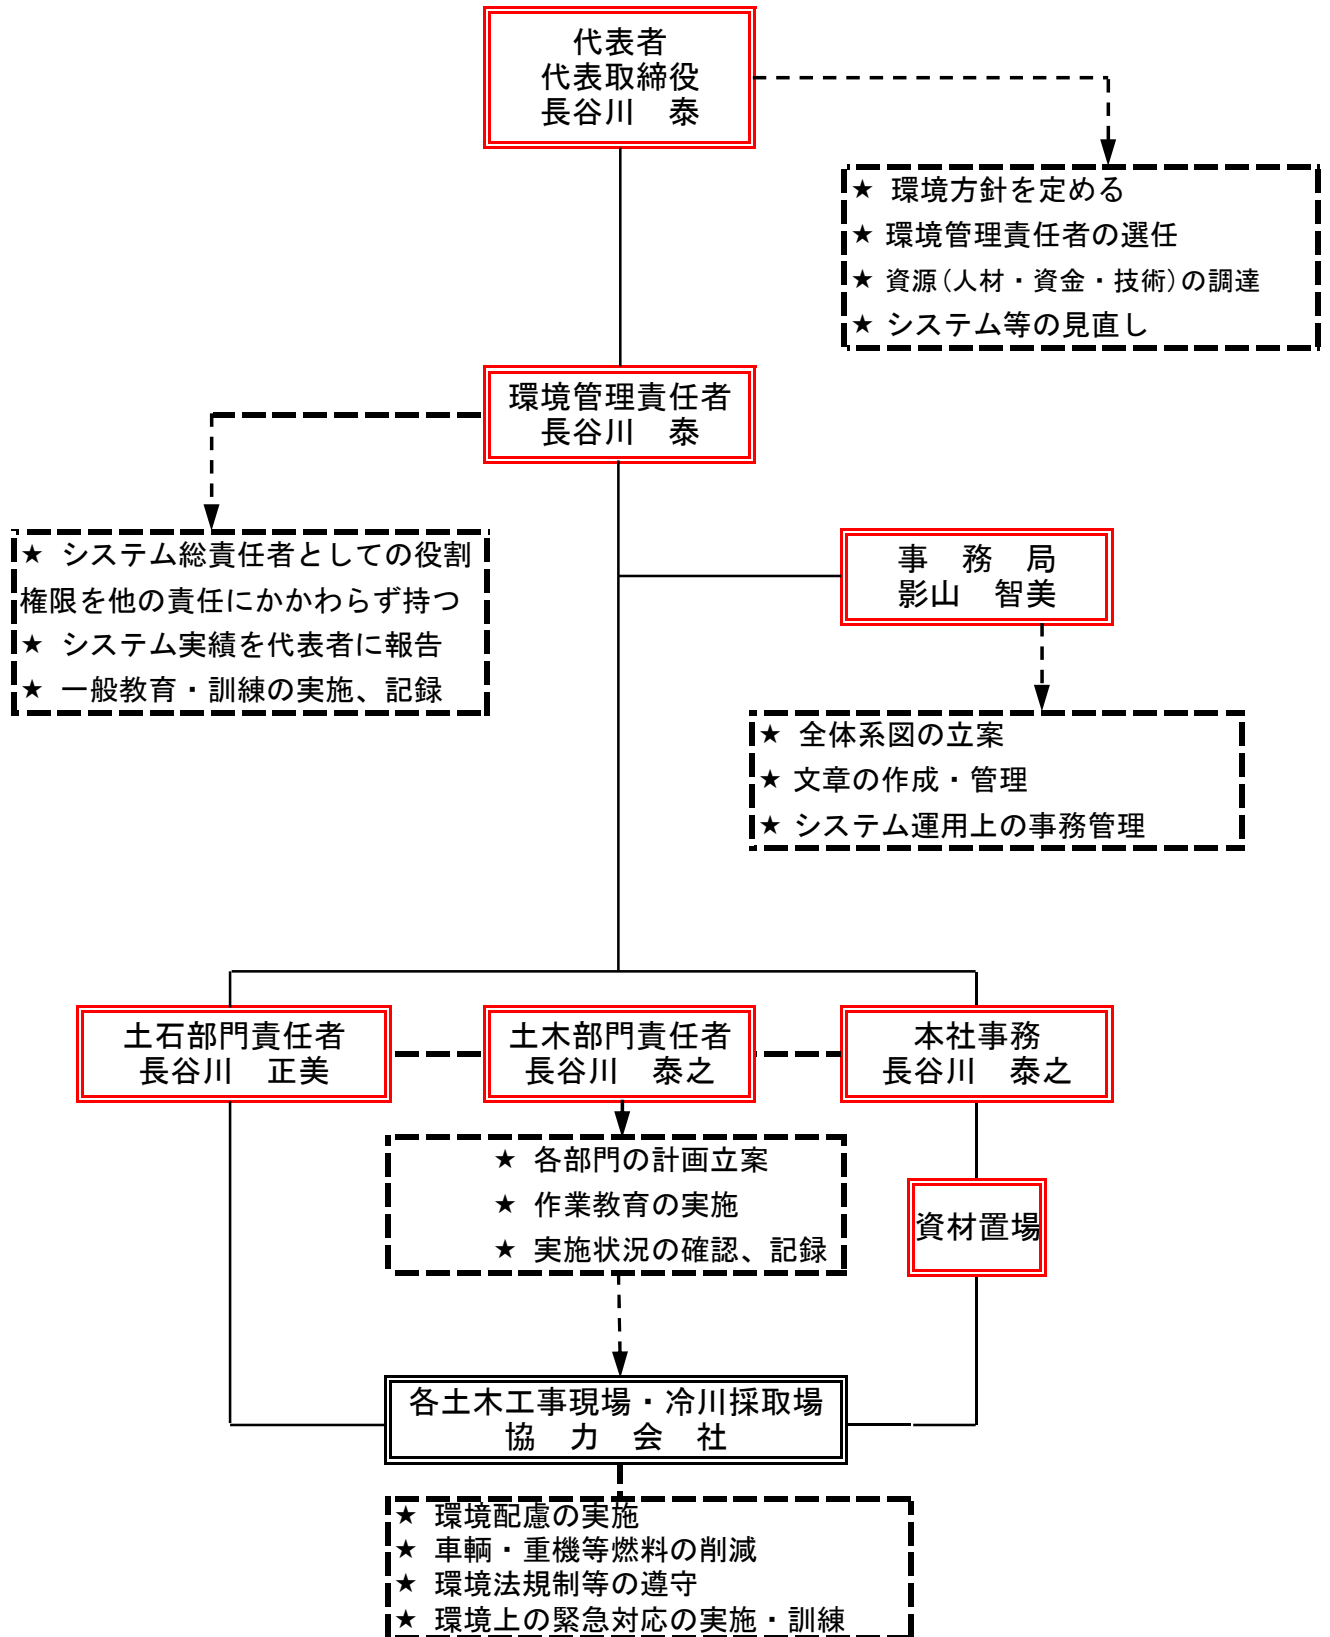 代表者
代表取締役
長谷川　泰
★ 環境方針を定める
★ 環境管理責任者の選任
★ 資源(人材・資金・技術)の調達
★ システム等の見直し
環境管理責任者
長谷川　泰
★ システム総責任者としての役割
権限を他の責任にかかわらず持つ
★ システム実績を代表者に報告
★ 一般教育・訓練の実施、記録
事　務　局
影山　智美
★ 全体系図の立案
★ 文章の作成・管理
★ システム運用上の事務管理
土石部門責任者
長谷川　正美
土木部門責任者
長谷川　泰之
本社事務
長谷川　泰之
★ 各部門の計画立案
★ 作業教育の実施
★ 実施状況の確認、記録
資材置場
各土木工事現場・冷川採取場
協　力　会　社
★ 環境配慮の実施
★ 車輌・重機等燃料の削減
★ 環境法規制等の遵守
★ 環境上の緊急対応の実施・訓練